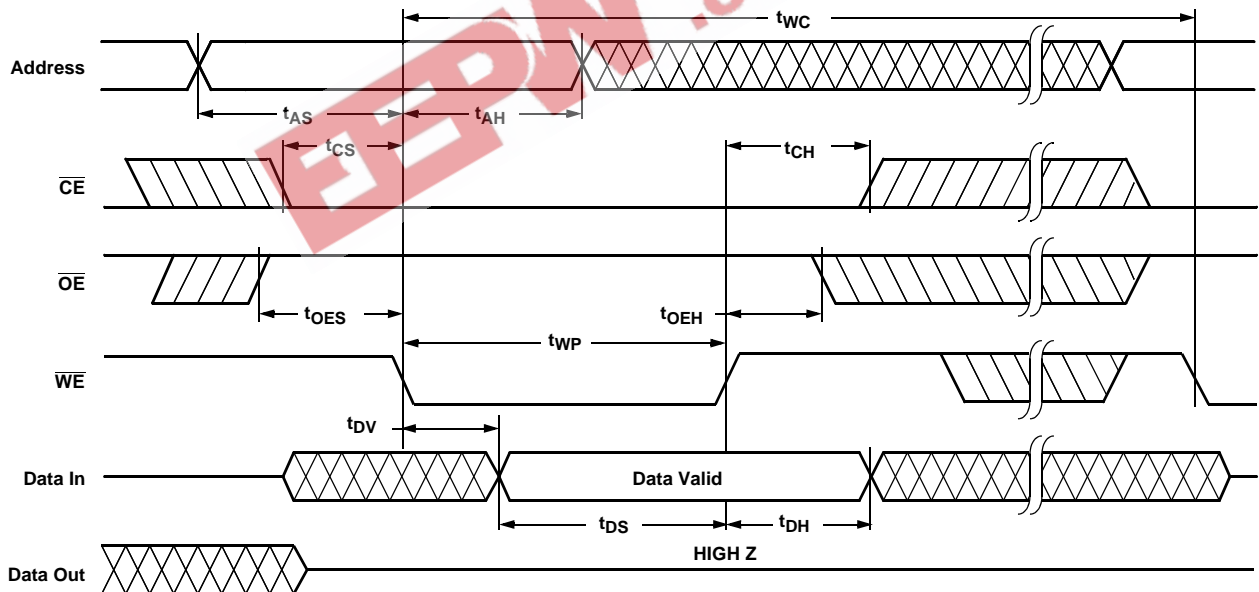 tWC
Address
tAS
tAH
tCS
tCH
CE
OE
tOES
tOEH
tWP
WE
tDV
Data In
Data Valid
tDS
tDH
HIGH Z
Data Out
EEPW